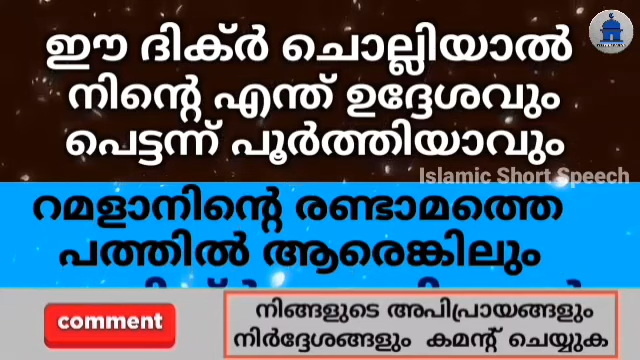 ഈ ദിക്ർ ചൊല്ലിയാൽ
നിന്റെ എന്ത് ഉദ്ദേശവും
പെട്ടന്ന് പൂർത്തിയാവും
Islamic Short Speech
റമളാനിന്റെ രണ്ടാമത്തെ
പത്തിൽ ആരെങ്കിലും
comment
നിങ്ങളുടെ അപിപ്രായങ്ങളും
നിർദ്ദേശങ്ങളും കമന്റ് ചെയ്യുക